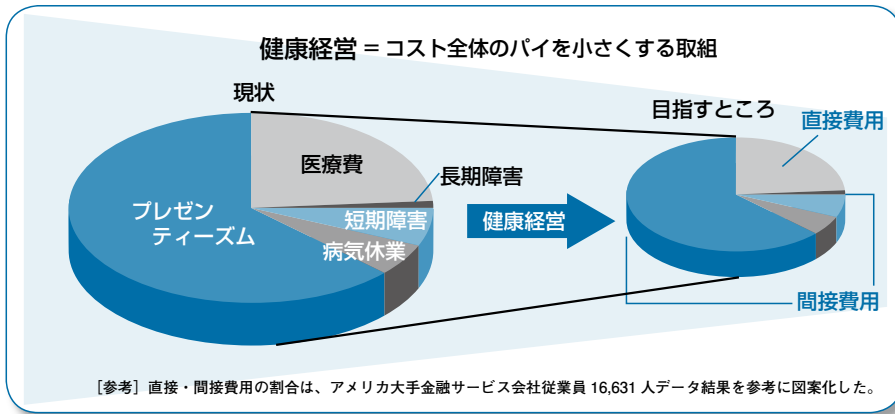 健康経営 = コスト全体のパイを小さくする取組
現状
目指すところ
直接費用
医療費
長期障害
プレゼン
ティーズム
短期障害
健康経営
病気休業
間接費用
[参考] 直接・間接費用の割合は、アメリカ大手金融サービス会社従業員 16,631 人データ結果を参考に図案化した。